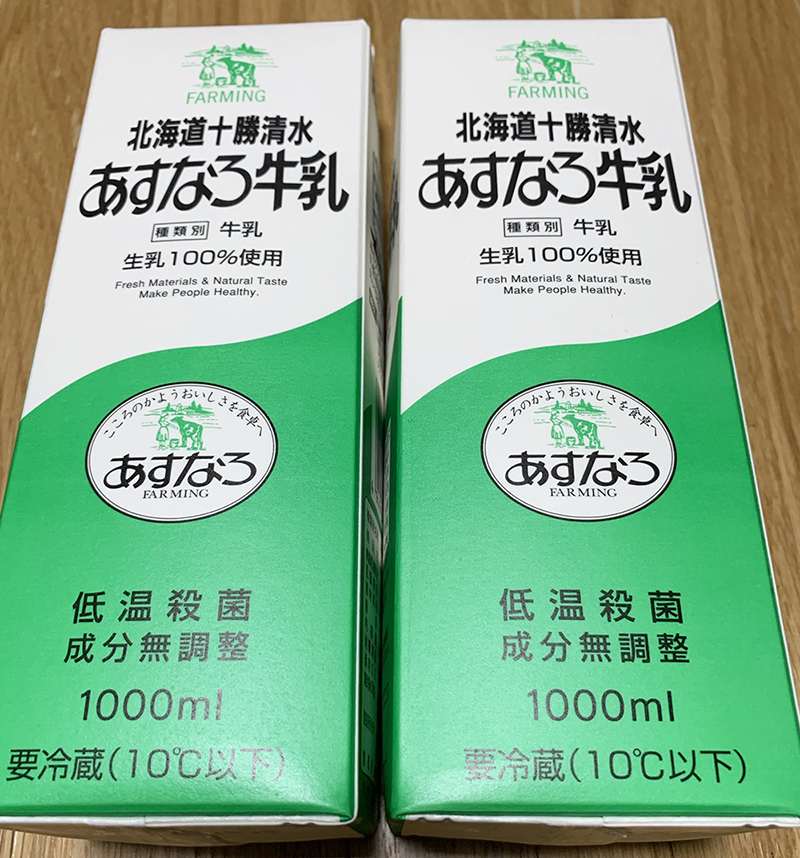 FARMING
北海道十勝清水
あすなろ牛乳
種類別 牛乳
生乳100%使用
Fresh Materials & Natural Taste
Make People Healthy.
こころのかようおいしさを食卓へ
あすなろ
FARMING
低温殺菌
成分無調整
1000ml
要冷蔵(10℃以下)
FARMING
北海道十勝清水
あすなろ牛乳
種類別 牛乳
生乳100%使用
Fresh Materials & Natural Taste
Make People Healthy.
こころのかようおいしさを食卓へ
あすなろ
FARMING
低温殺菌
成分無調整
1000ml
要冷蔵(10℃以下)